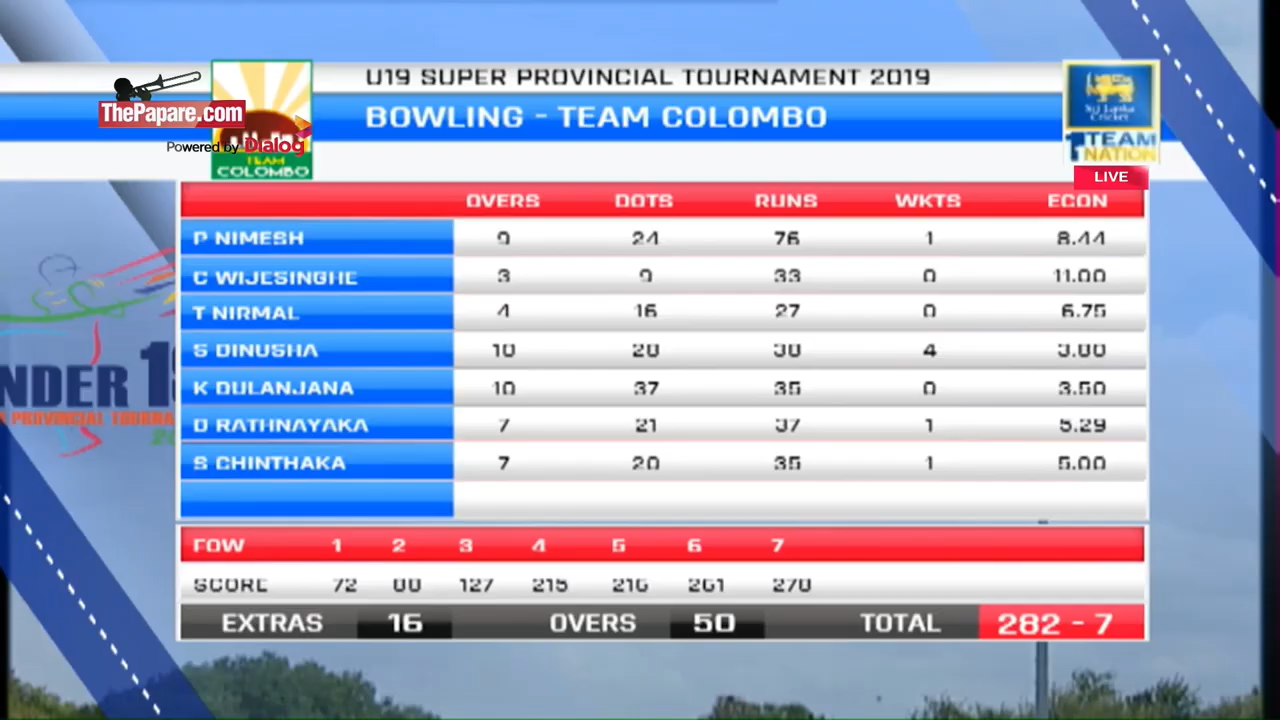 U19 SUPER PROVINCIAL TOURNAMENT 2019
BOWLING - TEAM COLOMBO
ThePapare.com
Powered by Dialog
TEAM
COLOMBO
Sri Lanka
Cricket
1 TEAM
NATION
LIVE
OVERS DOTS RUNS WKTS ECON
P NIMESH 9 24 76 1 8.44
C WIJESINGHE 3 9 33 0 11.00
T NIRMAL 4 16 27 0 6.75
S DINUSHA 10 30 4 3.00
K DULANJANA 10 37 35 0 3.50
D RATHNAYAKA 7 21 37 1 5.29
S CHINTHAKA 7 20 35 1 5.00
NDER 19
PROVINCIAL TOURNA
FOW 1 2 3 4 5 6 7
SCORE 72 127 215 216 261
EXTRAS 16 OVERS 50 TOTAL 282 - 7